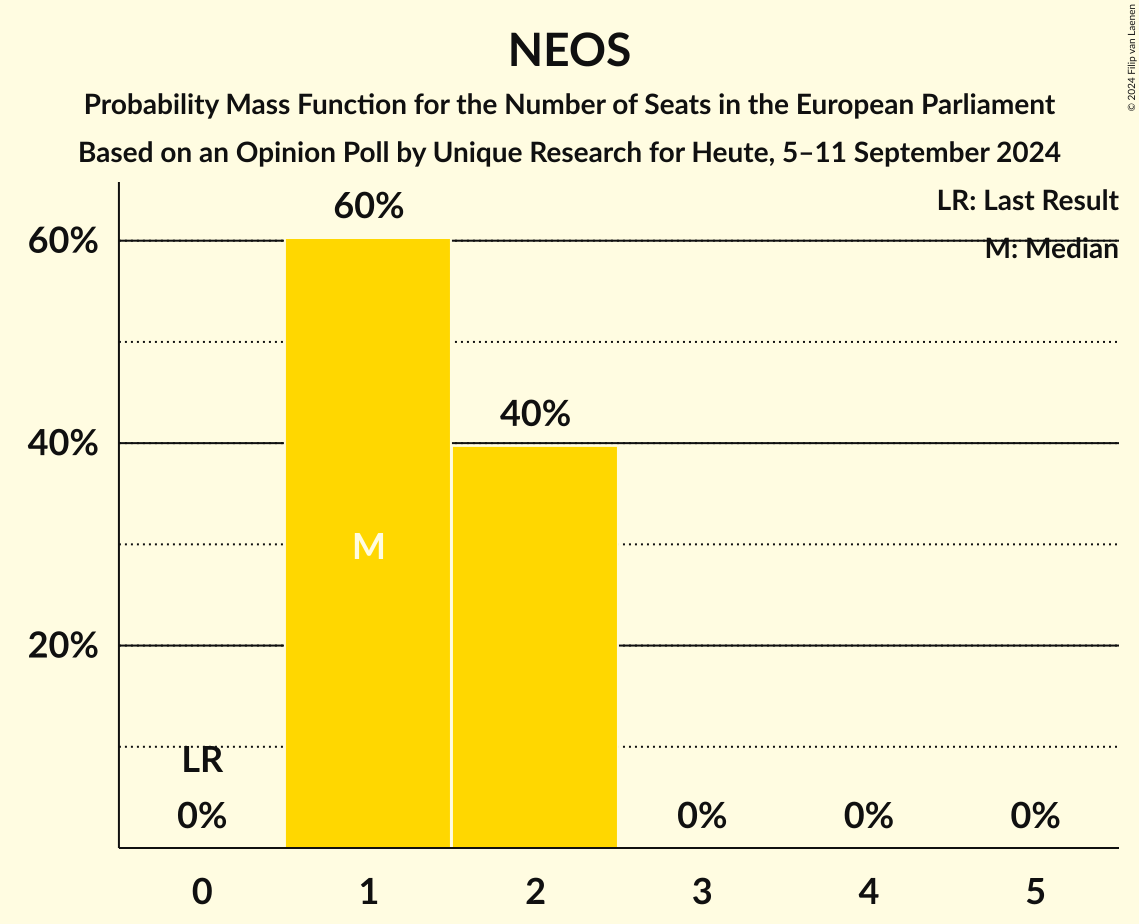 NEOS
Probability Mass Function for the Number of Seats in the European Parliament
Based on an Opinion Poll by Unique Research for Heute, 5–11 September 2024
© 2024 Filip van Laenen
LR: Last Result
M: Median
60%
40%
20%
60%
40%
M
LR
0%
0%
0%
0%
0
1
2
3
4
5